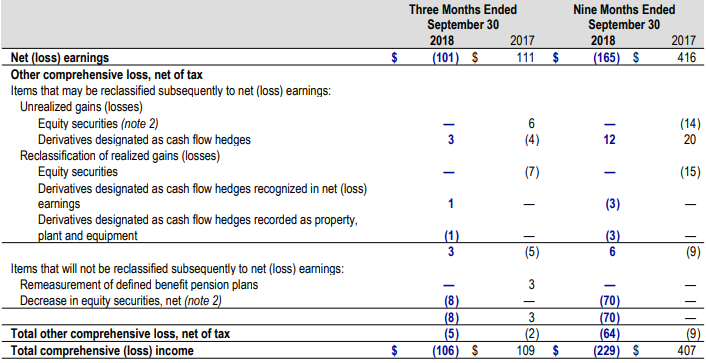 Three Months Ended Nine Months Ended
September 30 September 30
2018 2017 2018 2017
Net (loss) earnings $ (101) $ 111 $ (165) $ 416
Other comprehensive loss, net of tax
Items that may be reclassified subsequently to net (loss) earnings:
Unrealized gains (losses)
Equity securities (note 2) — 6 — (14)
Derivatives designated as cash flow hedges 3 (4) 12 20
Reclassification of realized gains (losses)
Equity securities — (7) — (15)
Derivatives designated as cash flow hedges recognized in net (loss)
earnings 1 — (3) —
Derivatives designated as cash flow hedges recorded as property,
plant and equipment (1) — (3) —
3 (5) 6 (9)
Items that will not be reclassified subsequently to net (loss) earnings:
Remeasurement of defined benefit pension plans — 3 — —
Decrease in equity securities, net (note 2) (8) — (70) —
(8) 3 (70) —
Total other comprehensive loss, net of tax (5) (2) (64) (9)
Total comprehensive (loss) income $ (106) $ 109 $ (229) $ 407